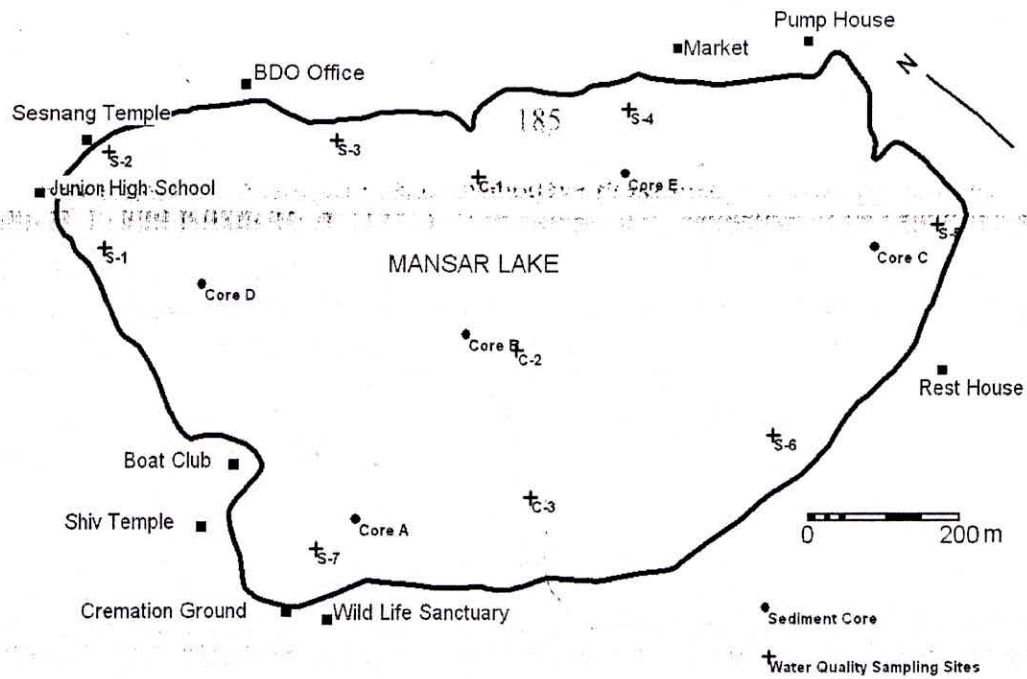 Pump House
Market
N
BDO Office
Sesnang Temple
185
S-4
S-3
S-2
Junior High School
C-1
Core E
S-5
S-1
MANSAR LAKE
Core C
Core D
Core B
C-2
Rest House
S-6
Boat Club
C-3
Shiv Temple
Core A
0 200 m
S-7
Cremation Ground
Wild Life Sanctuary
Sediment Core
Water Quality Sampling Sites